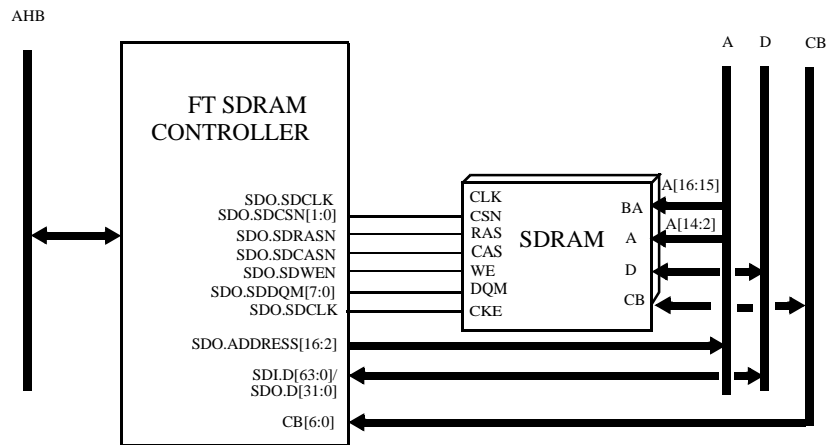 AHB
A D CB
FT SDRAM
CONTROLLER
SDO.SDCLK
SDO.SDCSN[1:0]
SDO.SDRASN
SDO.SDCASN
SDO.SDWEN
SDO.SDDQM[7:0]
SDO.SDCLK
SDO.ADDRESS[16:2]
SDI.D[63:0]/
SDO.D[31:0]
CB[6:0]
CLK
CSN
RAS
CAS
WE
DQM
CKE
SDRAM
BA
A
D
CB
A[16:15]
A[14:2]